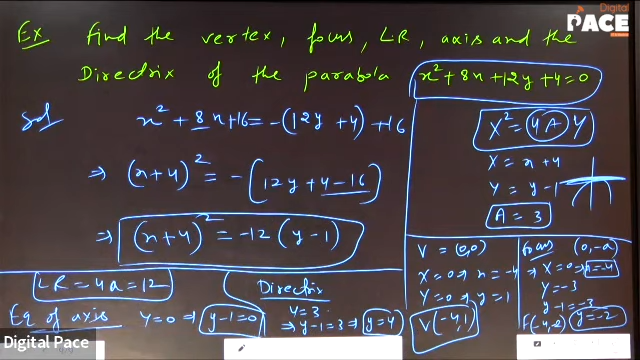 Digital
PACE
Ex Find the vertex, focus, LR, axis and the
Directrix of the parabola x² + 8x + 12y + 4 = 0
Sol x² + 8x + 16 = -(12y + 4) + 16
⇒ (x+4)² = -[12y + 4 - 16]
⇒ (x+4)² = -12(y-1)
X² = 4AY
X = x+4
Y = y-1
A = 3
LR = 4a = 12
Eq of axis Y=0 ⇒ y-1=0
Directrix
Y=3
⇒ y-1=3 ⇒ y=4
V = (0,0)
X=0 ⇒ x=-4
Y=0 ⇒ y=1
V(-4,1)
Focus (0,-a)
⇒ X=0 ⇒ x=-4
Y=-3
y-1=-3
F(-4,-2) y=-2
Digital Pace